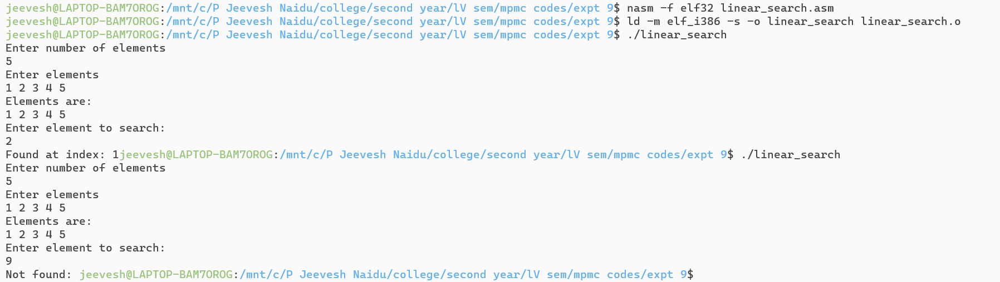 jeevesh@LAPTOP-BAM7OROG:/mnt/c/P Jeevesh Naidu/college/second year/lV sem/mpmc codes/expt 9$ nasm -f elf32 linear_search.asm
jeevesh@LAPTOP-BAM7OROG:/mnt/c/P Jeevesh Naidu/college/second year/lV sem/mpmc codes/expt 9$ ld -m elf_i386 -s -o linear_search linear_search.o
jeevesh@LAPTOP-BAM7OROG:/mnt/c/P Jeevesh Naidu/college/second year/lV sem/mpmc codes/expt 9$ ./linear_search
Enter number of elements
5
Enter elements
1 2 3 4 5
Elements are:
1 2 3 4 5
Enter element to search:
2
Found at index: 1jeevesh@LAPTOP-BAM7OROG:/mnt/c/P Jeevesh Naidu/college/second year/lV sem/mpmc codes/expt 9$ ./linear_search
Enter number of elements
5
Enter elements
1 2 3 4 5
Elements are:
1 2 3 4 5
Enter element to search:
9
Not found: jeevesh@LAPTOP-BAM7OROG:/mnt/c/P Jeevesh Naidu/college/second year/lV sem/mpmc codes/expt 9$